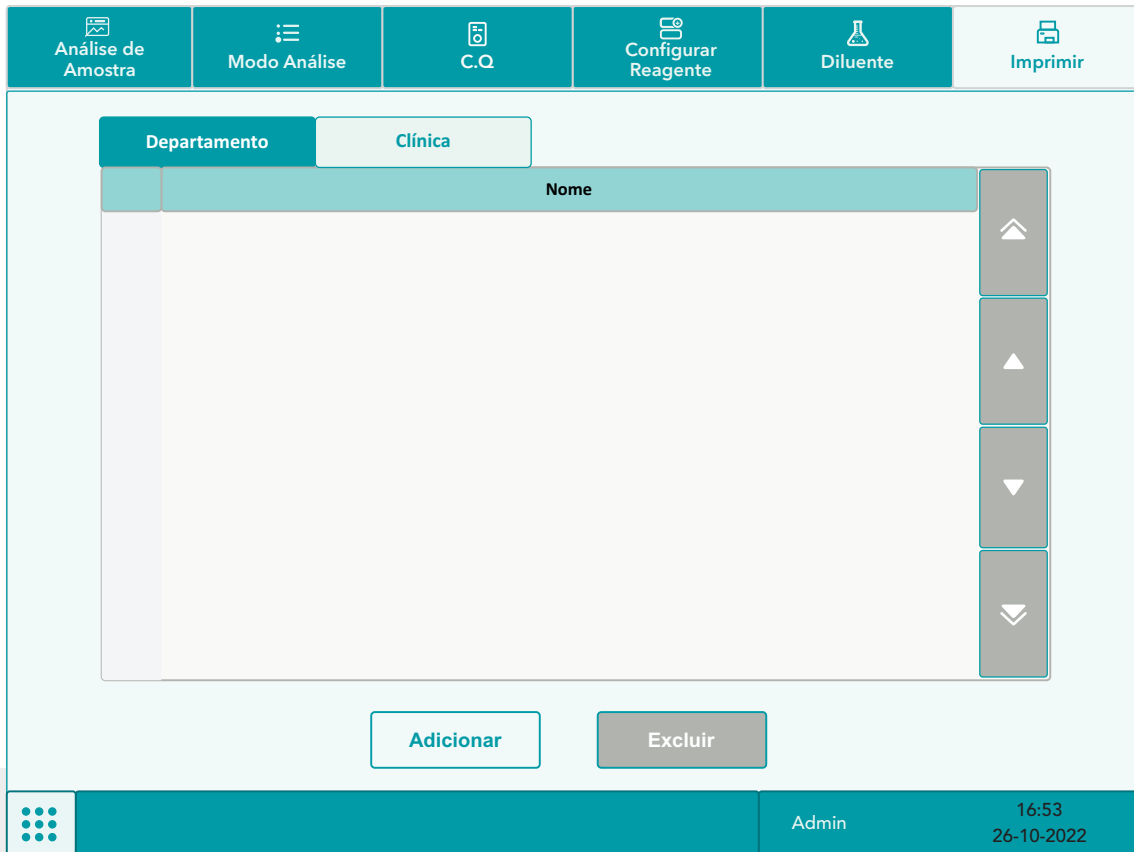 Análise de
Amostra
Modo Análise
C.Q
Configurar
Reagente
Diluente
Imprimir
Departamento
Clínica
Nome
Adicionar
Excluir
Admin
16:53
26-10-2022